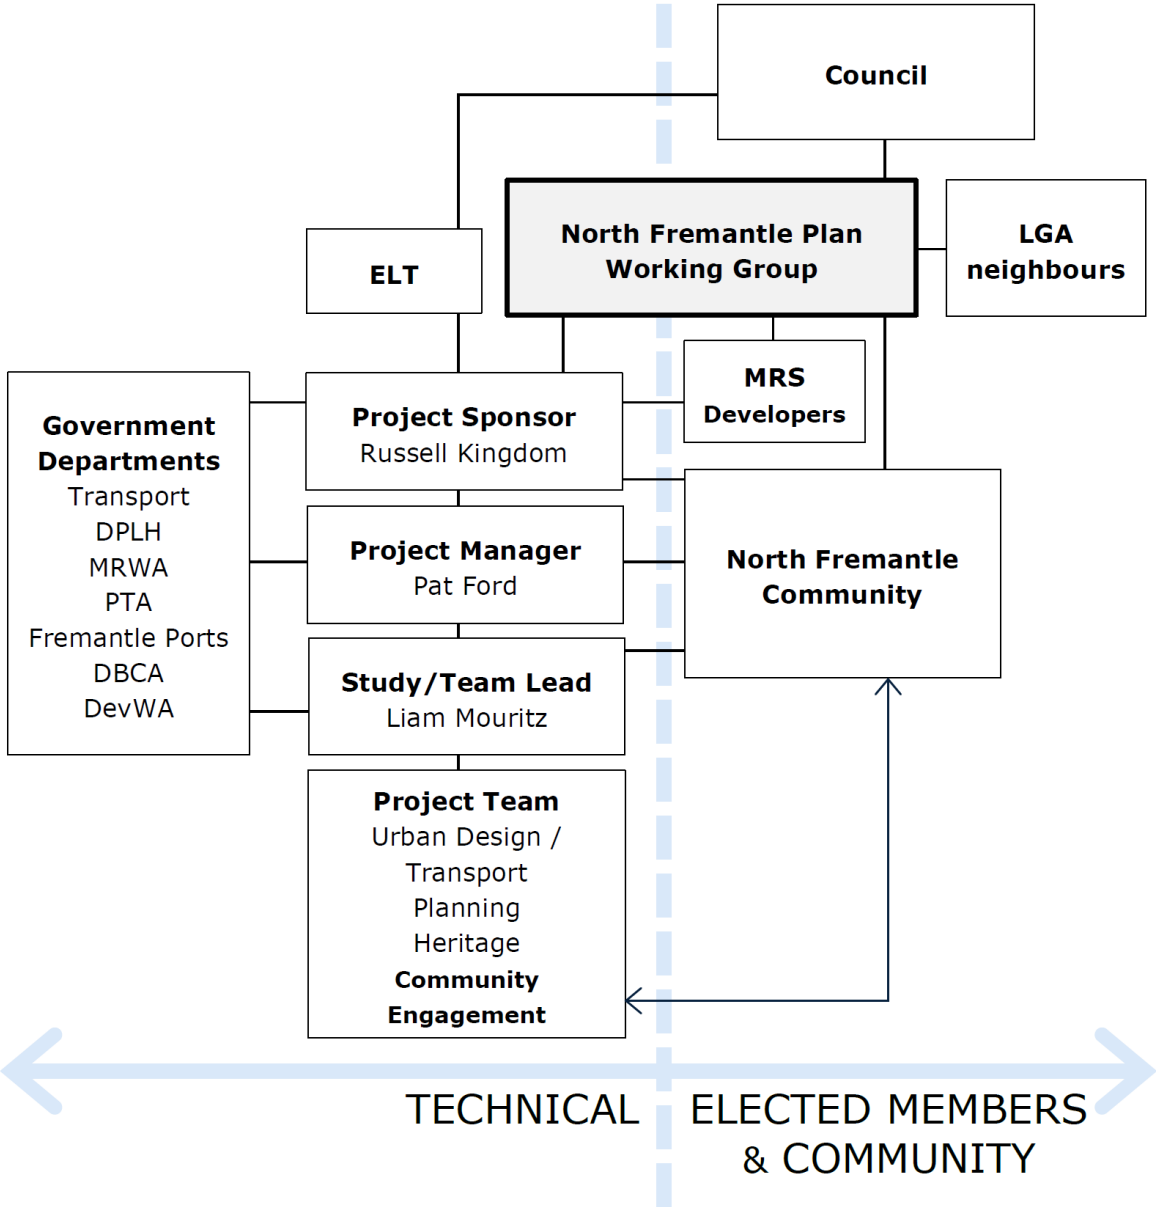 Council
North Fremantle Plan
Working Group
LGA
neighbours
ELT
MRS
Developers
Government
Departments
Transport
DPLH
MRWA
PTA
Fremantle Ports
DBCA
DevWA
Project Sponsor
Russell Kingdom
Project Manager
Pat Ford
North Fremantle
Community
Study/Team Lead
Liam Mouritz
Project Team
Urban Design /
Transport
Planning
Heritage
Community
Engagement
TECHNICAL
ELECTED MEMBERS
& COMMUNITY